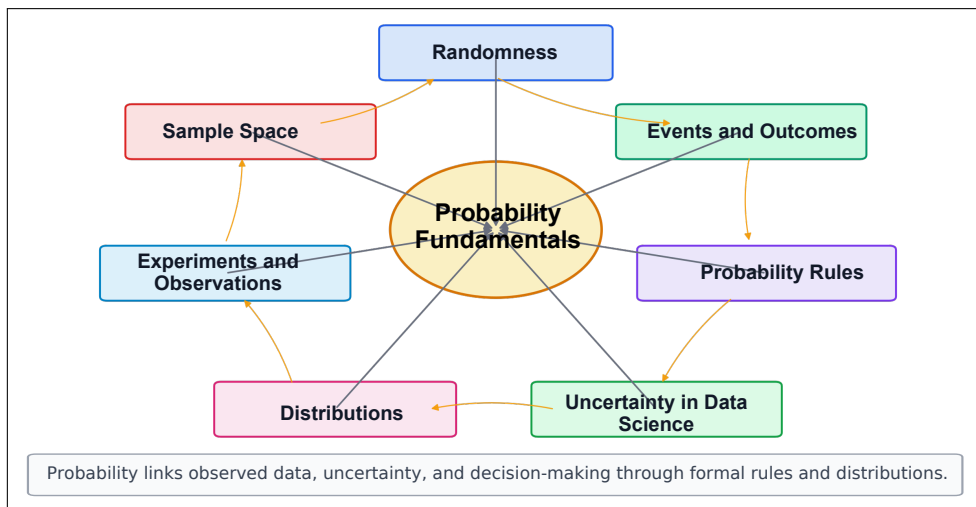 Randomness
Sample Space
Events and Outcomes
Probability
Fundamentals
Experiments and
Observations
Probability Rules
Distributions
Uncertainty in Data
Science
Probability links observed data, uncertainty, and decision-making through formal rules and distributions.